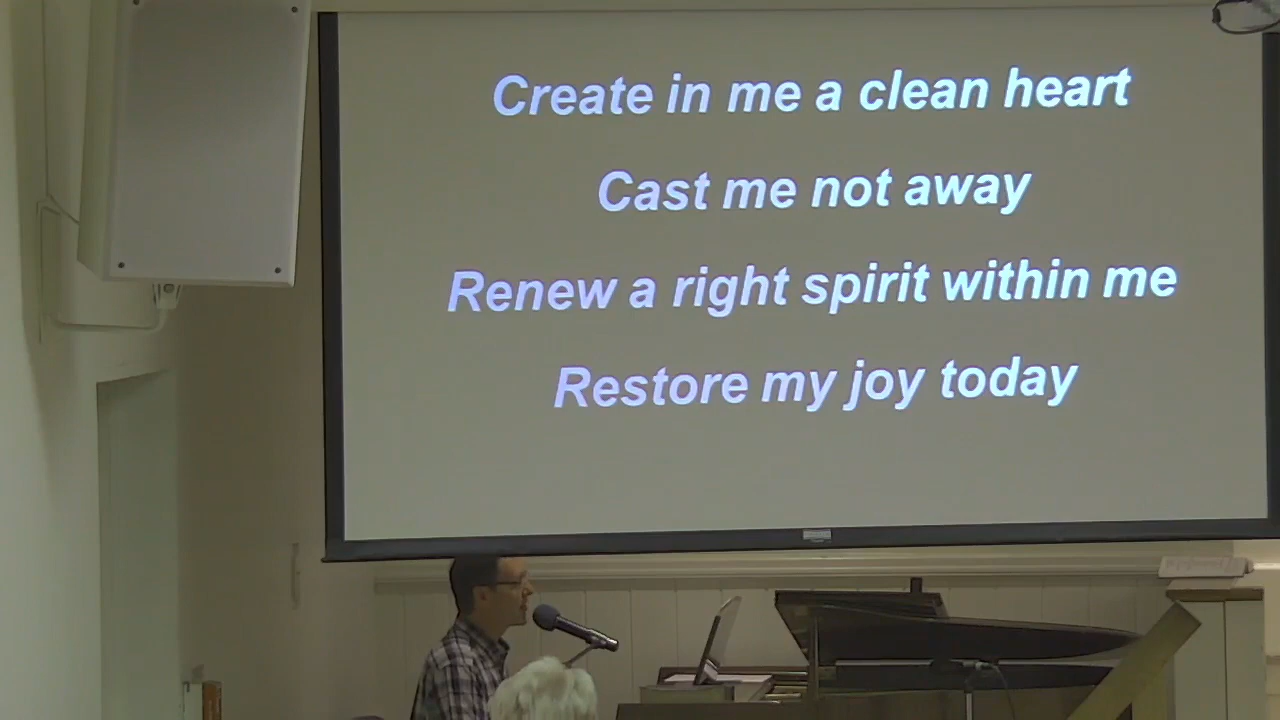 Create in me a clean heart
Cast me not away
Renew a right spirit within me
Restore my joy today